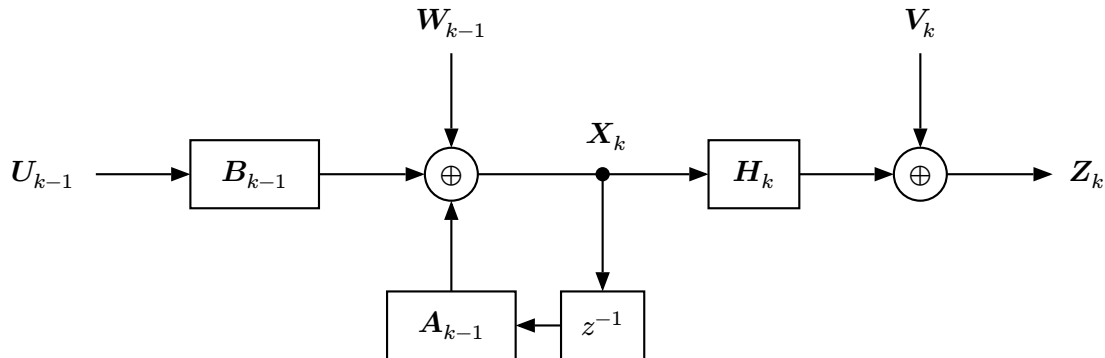 W_{k−1}
V_k
U_{k−1}
B_{k−1}
⊕
X_k
H_k
⊕
Z_k
A_{k−1}
z^{−1}